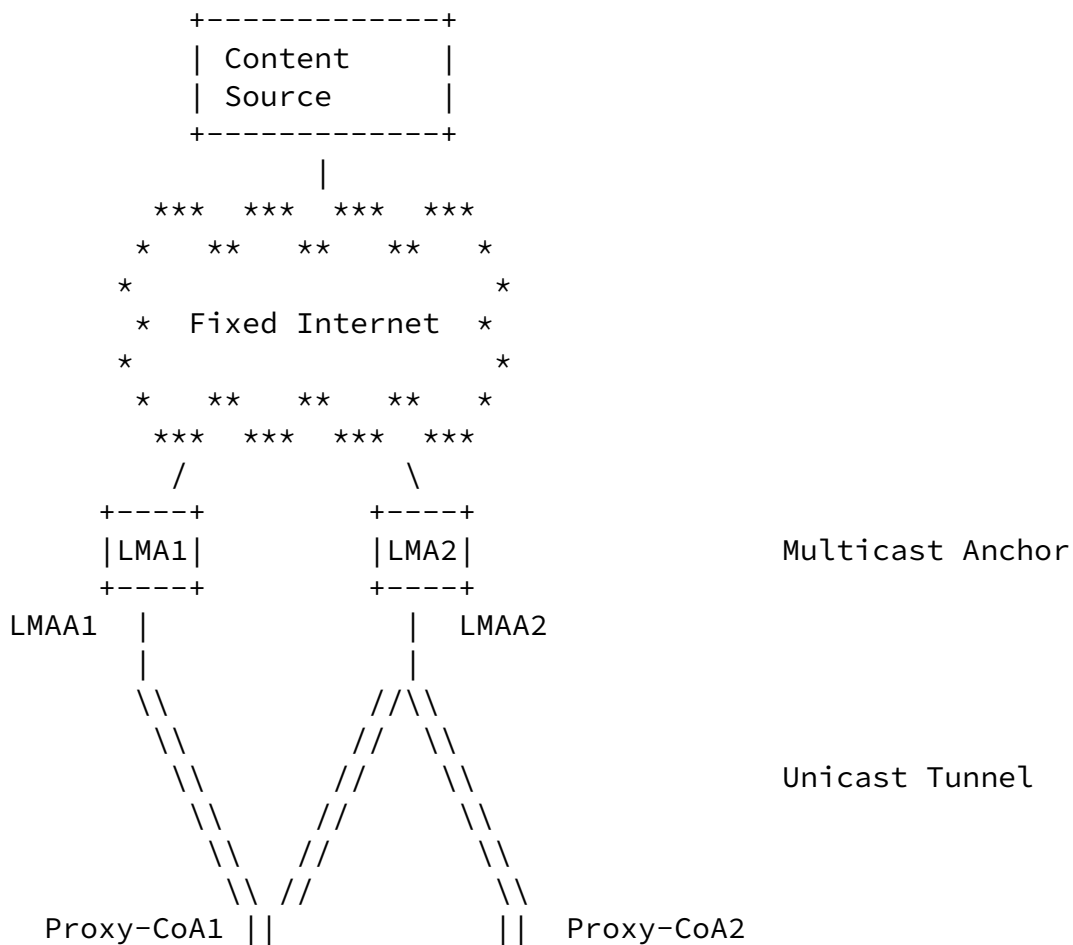 Content
Source
Fixed Internet
LMA1 LMA2 Multicast Anchor
LMAA1 LMAA2
Unicast Tunnel
Proxy-CoA1 Proxy-CoA2